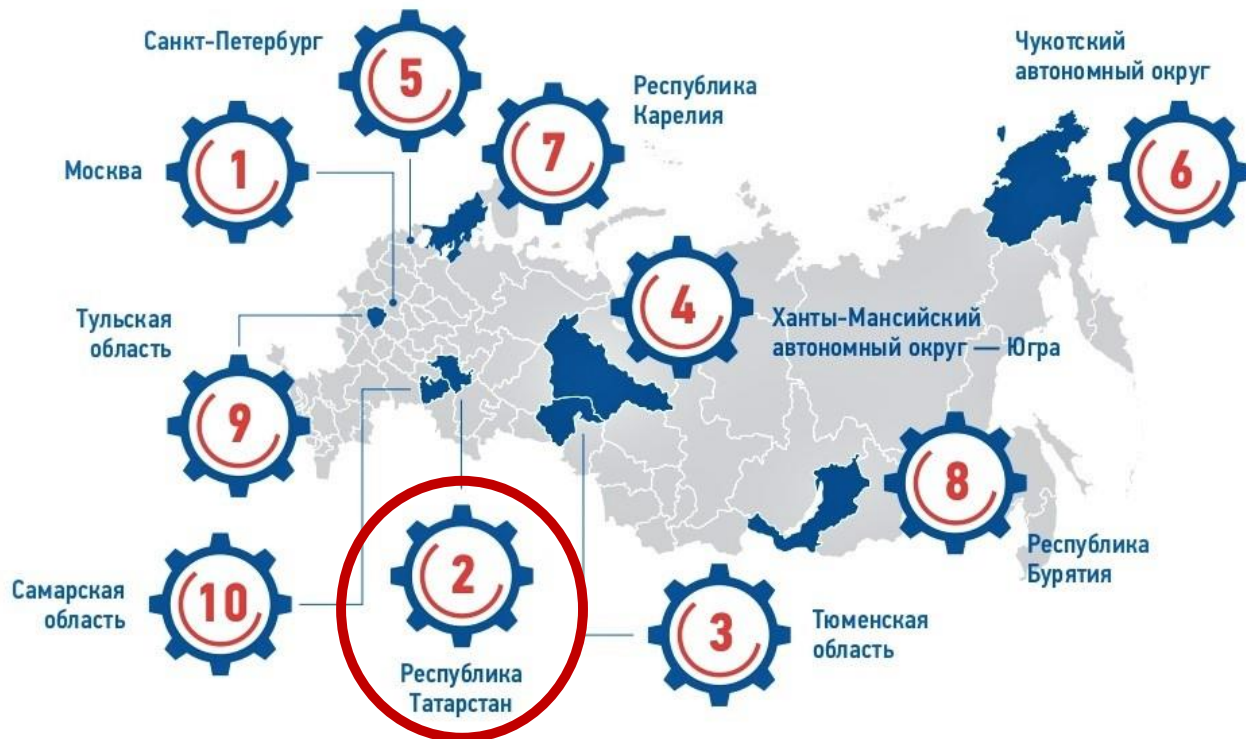 Санкт-Петербург
5
Республика
Карелия
7
Чукотский
автономный округ
6
Москва
1
4
Ханты-Мансийский
автономный округ — Югра
Тульская
область
9
8
Республика
Бурятия
Самарская
область
10
2
Республика
Татарстан
3
Тюменская
область